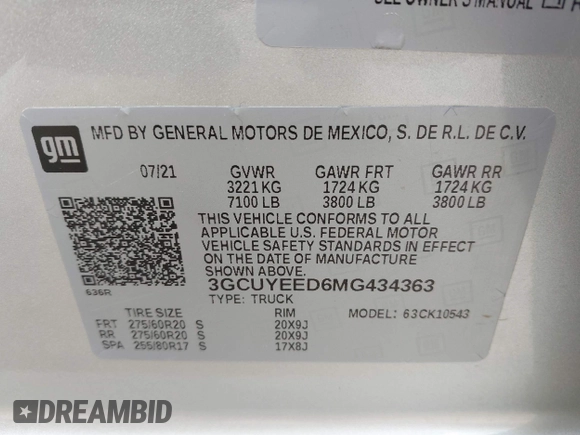 SEE OWNER'S MANUAL
gm
MFD BY GENERAL MOTORS DE MEXICO, S. DE R.L. DE C.V.
07/21 GVWR GAWR FRT GAWR RR
3221 KG 1724 KG 1724 KG
7100 LB 3800 LB 3800 LB
THIS VEHICLE CONFORMS TO ALL
APPLICABLE U.S. FEDERAL MOTOR
VEHICLE SAFETY STANDARDS IN EFFECT
ON THE DATE OF MANUFACTURE
SHOWN ABOVE.
636R 3GCUYEED6MG434363
TYPE: TRUCK
TIRE SIZE RIM MODEL: 63CK10543
FRT 275/60R20 S 20X9J
RR 275/60R20 S 20X9J
SPA 255/80R17 S 17X8J
DREAMBID